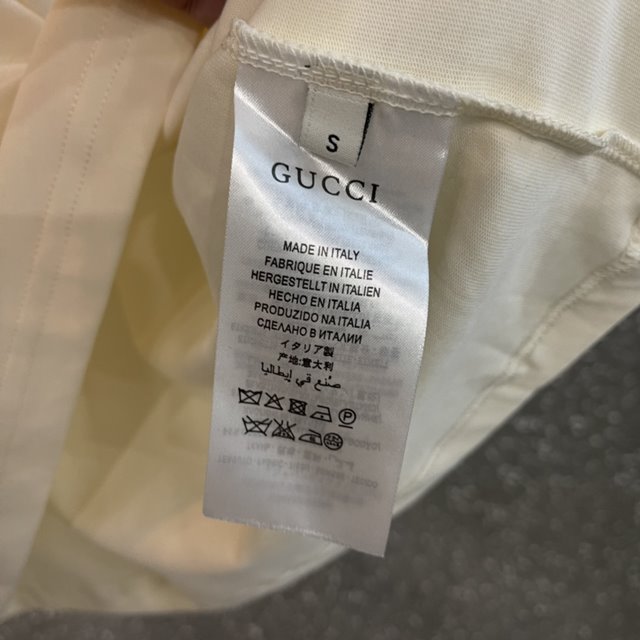 S
GUCCI
MADE IN ITALY
FABRIQUE EN ITALIE
HERGESTELLT IN ITALIEN
HECHO EN ITALIA
PRODUZIDO NA ITALIA
СДЕЛАНО В ИТАЛИИ
イタリア製
产地:意大利
صنع في إيطاليا